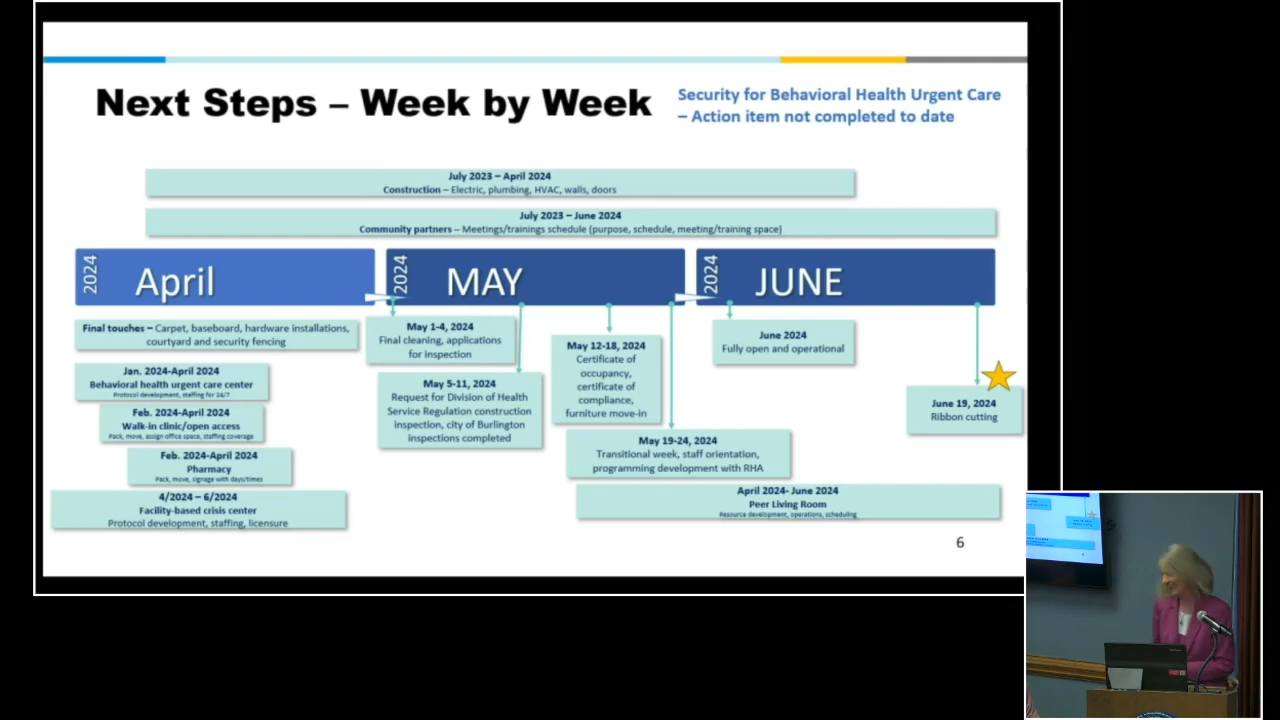 Next Steps – Week by Week
Security for Behavioral Health Urgent Care
– Action item not completed to date
July 2023 – April 2024
Construction – Electric, plumbing, HVAC, walls, doors
July 2023 – June 2024
Community partners – Meetings/trainings schedule (purpose, schedule, meeting/training space)
2024
April
2024
MAY
2024
JUNE
Final touches – Carpet, baseboard, hardware installations,
courtyard and security fencing
Jan. 2024-April 2024
Behavioral health urgent care center
Protocol development, staffing for 24/7
Feb. 2024-April 2024
Walk-in clinic/open access
Pack, move, assign office space, staffing coverage
Feb. 2024-April 2024
Pharmacy
Pack, move, signage with days/times
4/2024 – 6/2024
Facility-based crisis center
Protocol development, staffing, licensure
May 1-4, 2024
Final cleaning, applications
for inspection
May 5-11, 2024
Request for Division of Health
Service Regulation construction
inspection, city of Burlington
inspections completed
May 12-18, 2024
Certificate of
occupancy,
certificate of
compliance,
furniture move-in
May 19-24, 2024
Transitional week, staff orientation,
programming development with RHA
April 2024- June 2024
Peer Living Room
Resource development, operations, scheduling
June 2024
Fully open and operational
June 19, 2024
Ribbon cutting
6